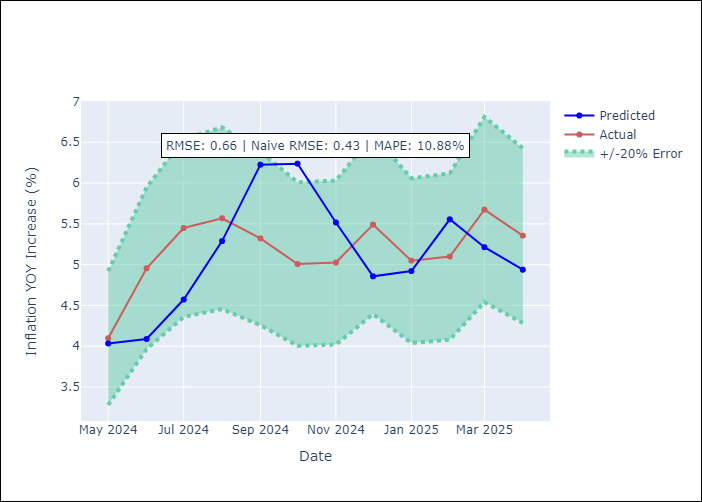 RMSE: 0.66 | Naive RMSE: 0.43 | MAPE: 10.88%
Predicted
Actual
+/-20% Error
Inflation YOY Increase (%)
7
6.5
6
5.5
5
4.5
4
3.5
May 2024
Jul 2024
Sep 2024
Nov 2024
Jan 2025
Mar 2025
Date